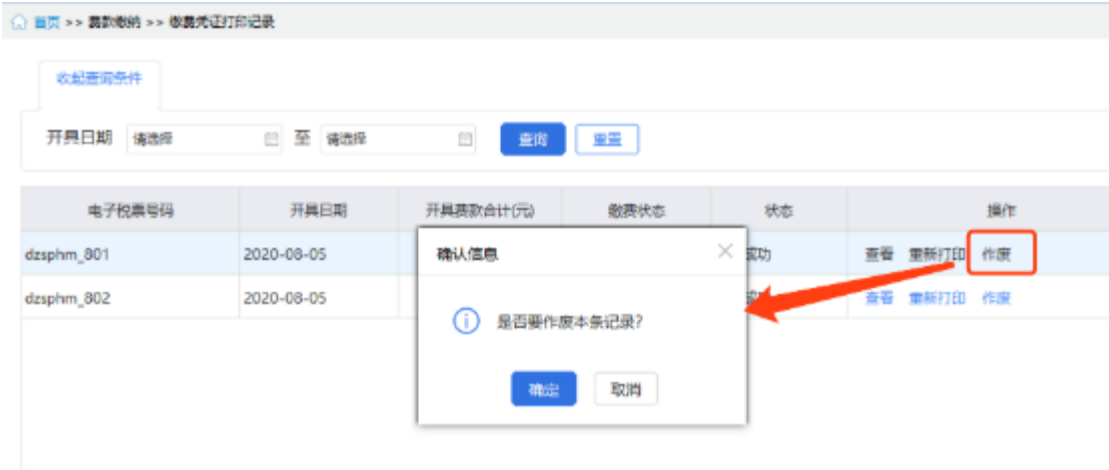 首页 >> 费款缴纳 >> 缴费凭证打印记录
收起查询条件
开具日期 请选择 至 请选择 查询 重置
电子税票号码 开具日期 开具费款合计(元) 缴费状态 状态 操作
dzsphm_801 2020-08-05 成功 查看 重新打印 作废
dzsphm_802 2020-08-05 查看 重新打印 作废
确认信息
是否要作废本条记录?
确定 取消